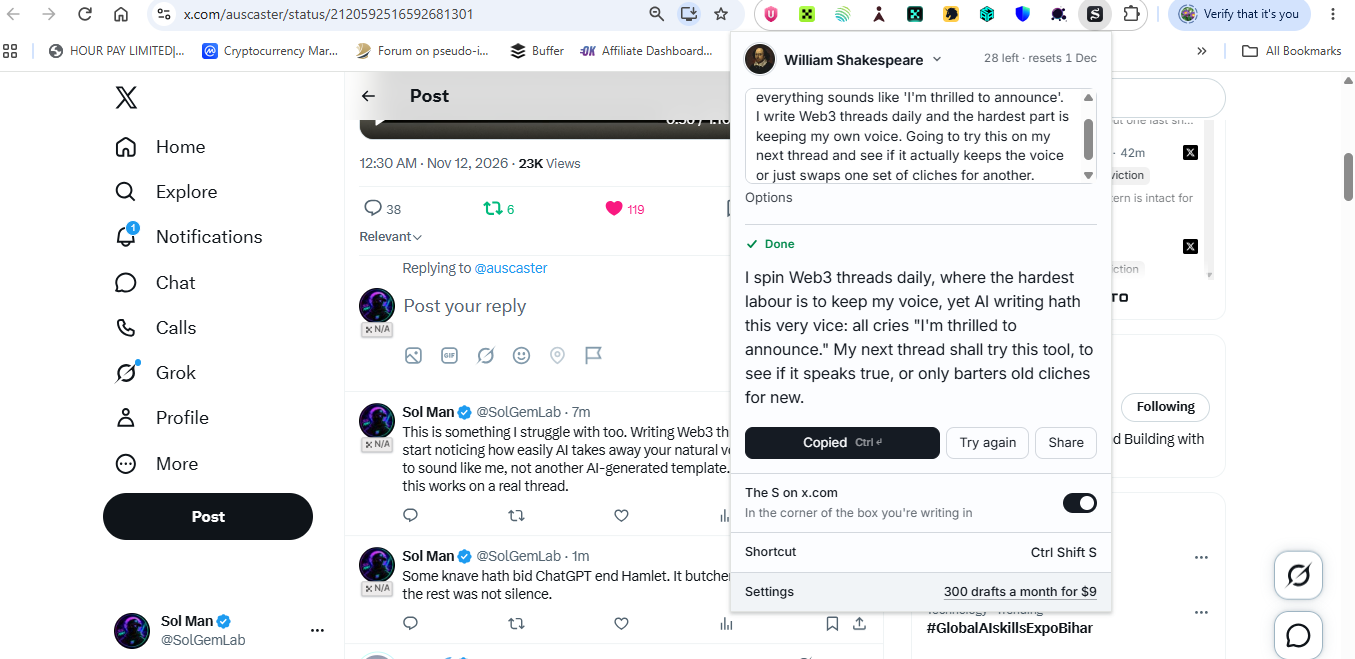 x.com/auscaster/status/2120592516592681301
Verify that it's you
HOUR PAY LIMITED|...
Cryptocurrency Mar...
Forum on pseudo-i...
Buffer
Affiliate Dashboard...
All Bookmarks
Home
Explore
1
Notifications
Chat
Calls
Grok
Profile
More
Post
Sol Man
@SolGemLab
Post
12:30 AM · Nov 12, 2026 · 23K Views
38
6
119
Relevant
Replying to @auscaster
Post your reply
N/A
GIF
Sol Man @SolGemLab · 7m
N/A
This is something I struggle with too. Writing Web3 th
start noticing how easily AI takes away your natural v
to sound like me, not another AI-generated template.
this works on a real thread.
Sol Man @SolGemLab · 1m
N/A
Some knave hath bid ChatGPT end Hamlet. It butcher
the rest was not silence.
William Shakespeare
28 left · resets 1 Dec
everything sounds like 'I'm thrilled to announce'.
I write Web3 threads daily and the hardest part is
keeping my own voice. Going to try this on my
next thread and see if it actually keeps the voice
or just swaps one set of cliches for another.
Options
Done
I spin Web3 threads daily, where the hardest
labour is to keep my voice, yet AI writing hath
this very vice: all cries "I'm thrilled to
announce." My next thread shall try this tool, to
see if it speaks true, or only barters old cliches
for new.
Copied Ctrl
Try again
Share
The S on x.com
In the corner of the box you're writing in
Shortcut
Ctrl Shift S
Settings
300 drafts a month for $9
· 42m
tern is intact for
Following
d Building with
#GlobalAIskillsExpoBihar